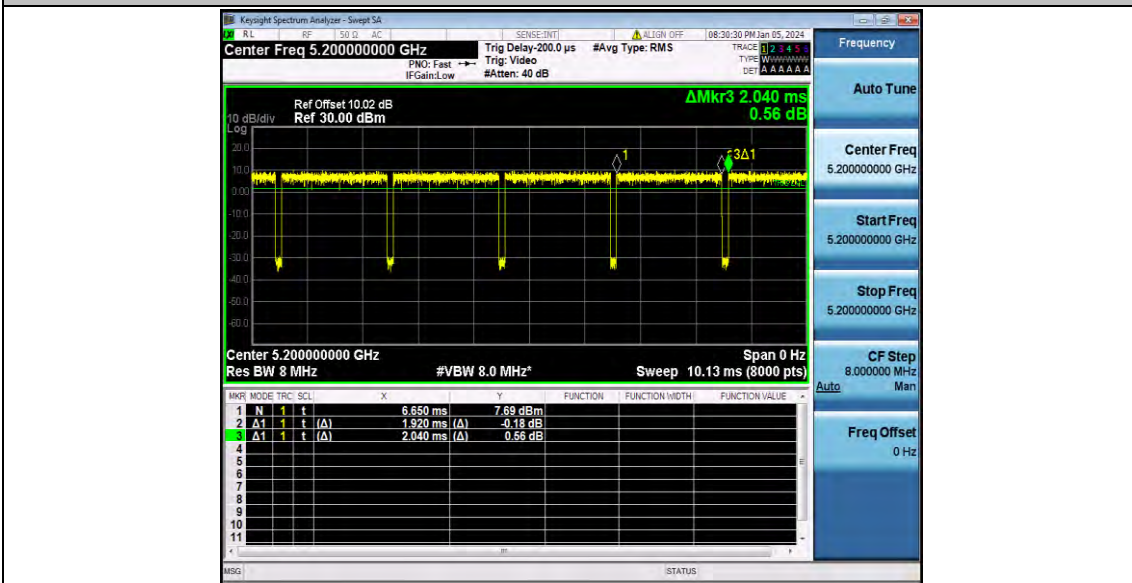 Keysight Spectrum Analyzer - Swept SA
RL RF 50 Ω AC SENSE:INT ALIGN OFF 08:30:30 PM Jan 05, 2024
Center Freq 5.200000000 GHz Trig Delay-200.0 µs #Avg Type: RMS TRACE 1 2 3 4 5 6
PNO: Fast Trig: Video TYPE
IFGain:Low #Atten: 40 dB DET A A A A A A
Frequency
ΔMkr3 2.040 ms
0.56 dB
Ref Offset 10.02 dB
10 dB/div Ref 30.00 dBm
Log
20.0
10.0
0.00
-10.0
-20.0
-30.0
-40.0
-50.0
-60.0
1
3Δ1
Center 5.200000000 GHz Span 0 Hz
Res BW 8 MHz #VBW 8.0 MHz* Sweep 10.13 ms (8000 pts)
MKR MODE TRC SCL X Y FUNCTION FUNCTION WIDTH FUNCTION VALUE
1 N 1 t 6.650 ms 7.69 dBm
2 Δ1 1 t (Δ) 1.920 ms (Δ) -0.18 dB
3 Δ1 1 t (Δ) 2.040 ms (Δ) 0.56 dB
4
5
6
7
8
9
10
11
MSG STATUS
Auto Tune
Center Freq
5.200000000 GHz
Start Freq
5.200000000 GHz
Stop Freq
5.200000000 GHz
CF Step
8.000000 MHz
Auto Man
Freq Offset
0 Hz